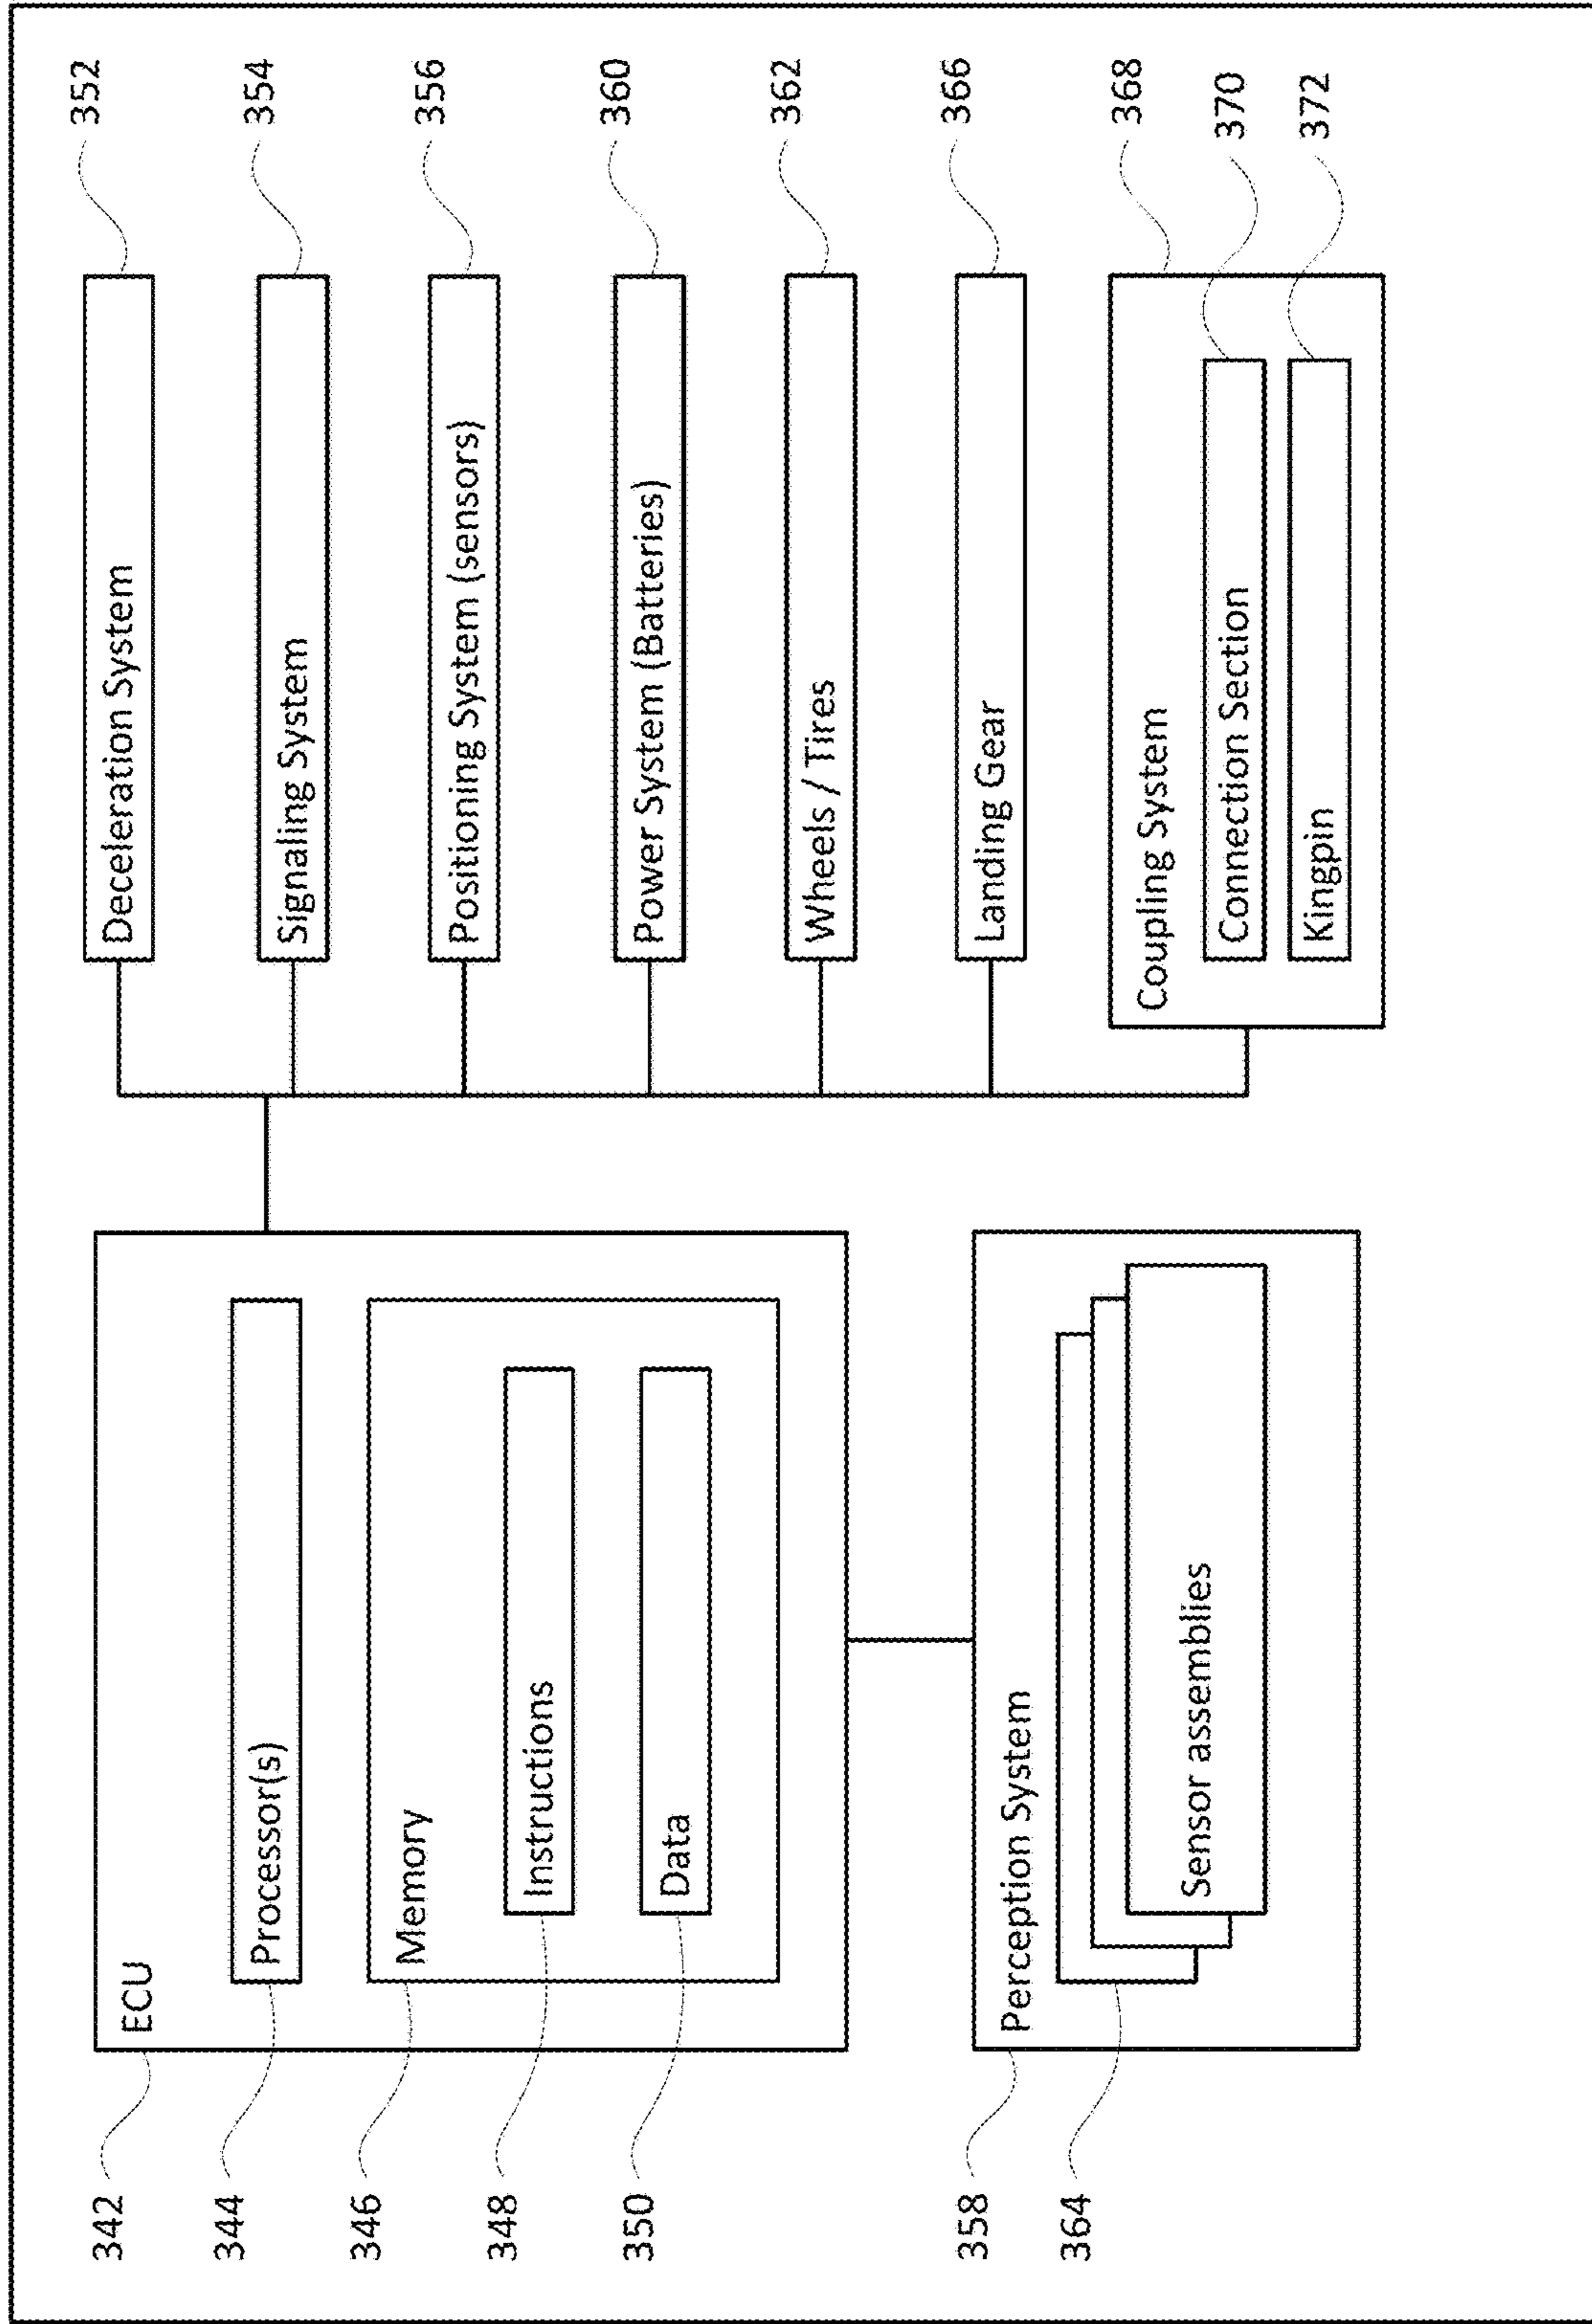 342
ECU
344
Processor(s)
346
Memory
348
Instructions
350
Data
358
Perception System
364
Sensor assemblies
Deceleration System
352
Signaling System
354
Positioning System (sensors)
356
Power System (Batteries)
360
Wheels / Tires
362
Landing Gear
366
Coupling System
368
Connection Section
370
Kingpin
372